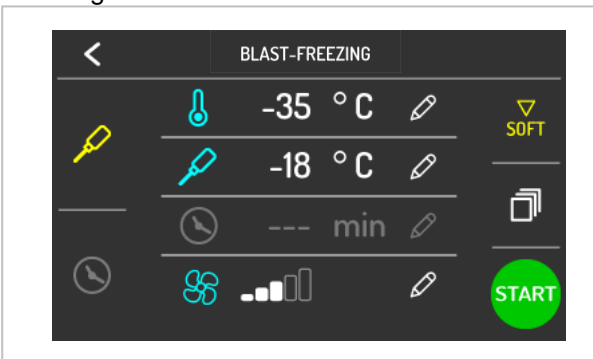 BLAST-FREEZING
-35 °C
SOFT
-18 °C
--- min
START